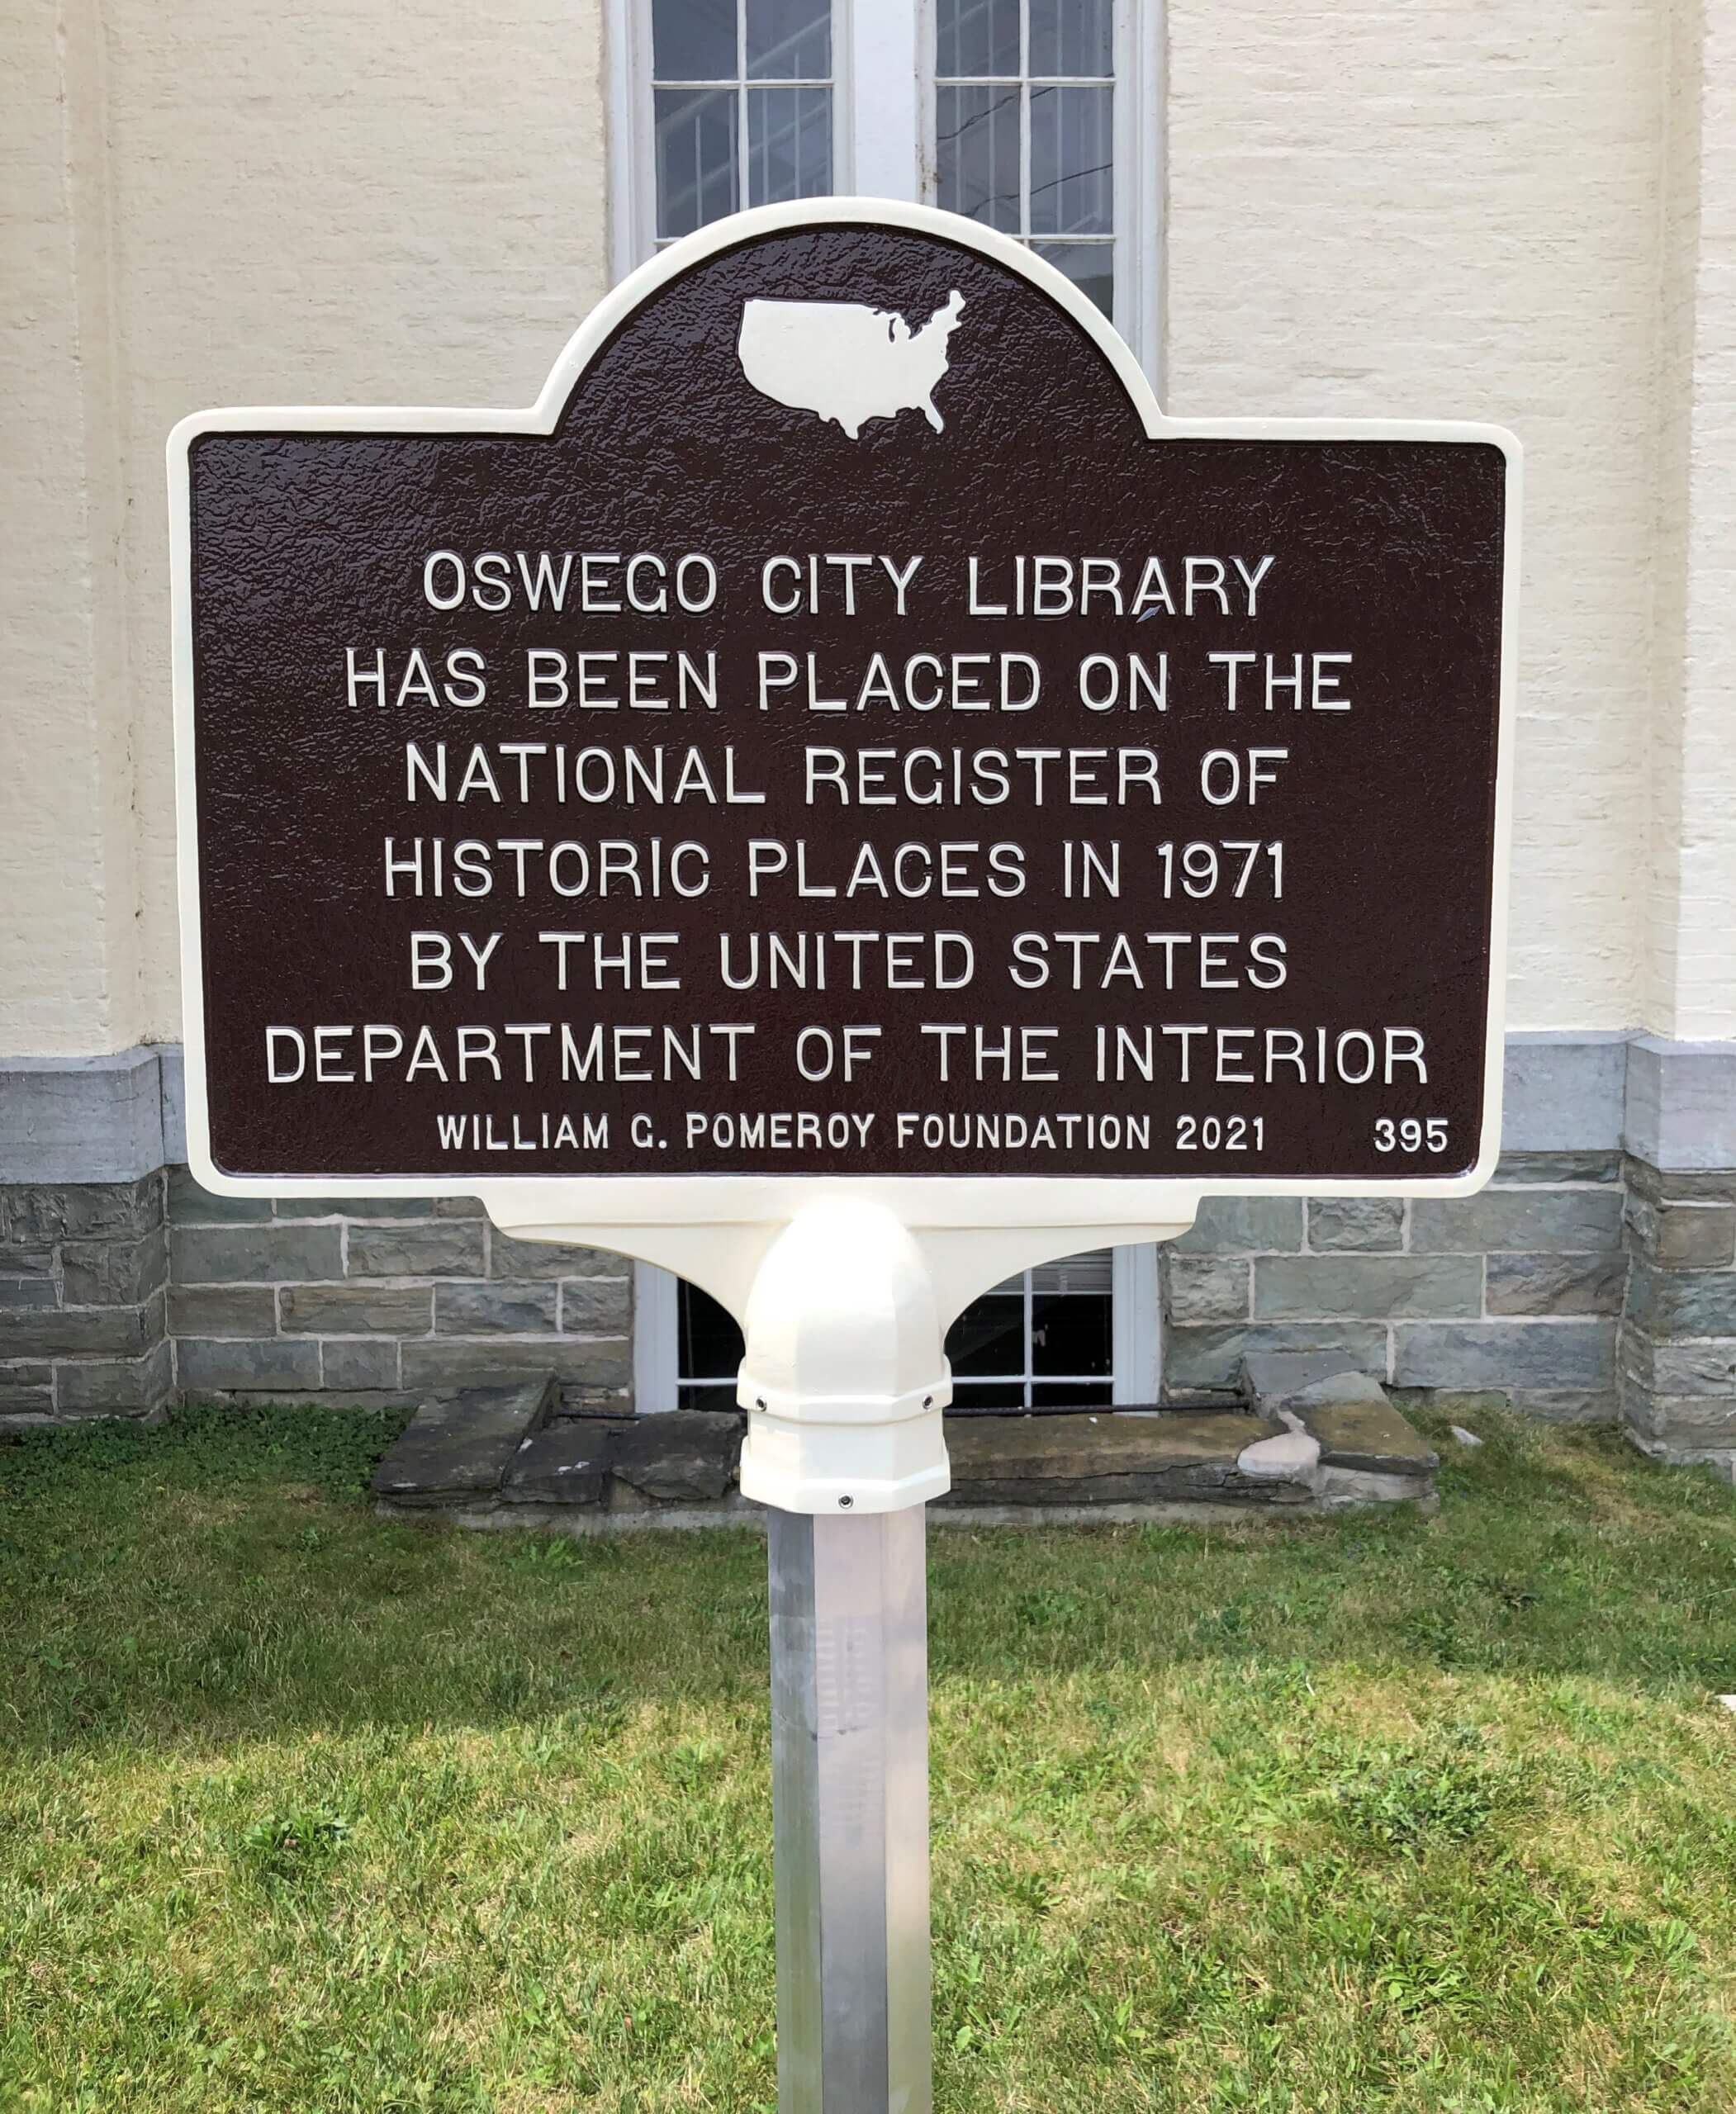 OSWEGO CITY LIBRARY
HAS BEEN PLACED ON THE
NATIONAL REGISTER OF
HISTORIC PLACES IN 1971
BY THE UNITED STATES
DEPARTMENT OF THE INTERIOR
WILLIAM G. POMEROY FOUNDATION 2021 395